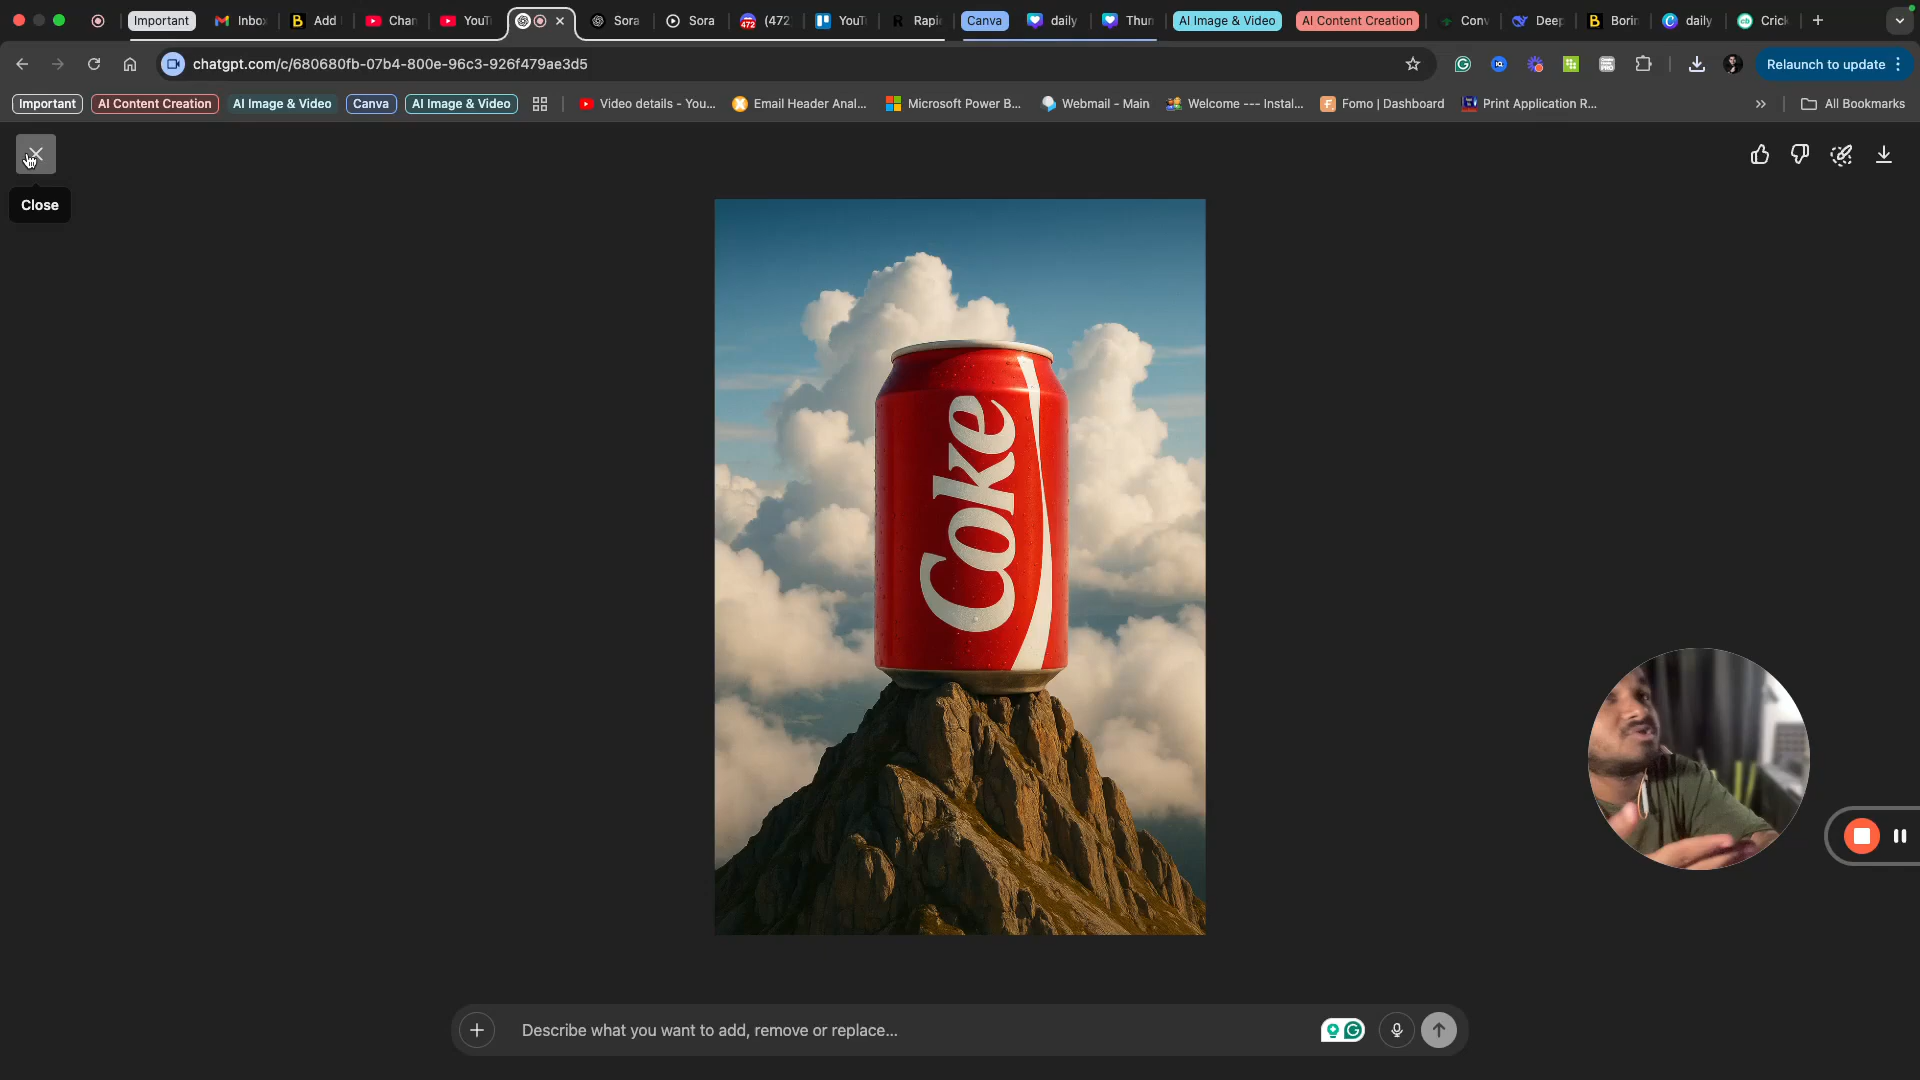 Important
Inbo
Add
Chan
YouT
Sora
Sora
(472
YouT
Rapi
Canva
daily
Thun
AI Image & Video
AI Content Creation
Conv
Deep
Borin
daily
Crick
chatgpt.com/c/680680fb-07b4-800e-96c3-926f479ae3d5
Relaunch to update
Important
AI Content Creation
AI Image & Video
Canva
AI Image & Video
Video details - You...
Email Header Anal...
Microsoft Power B...
Webmail - Main
Welcome --- Instal...
Fomo | Dashboard
Print Application R...
All Bookmarks
Close
Coke
Describe what you want to add, remove or replace...